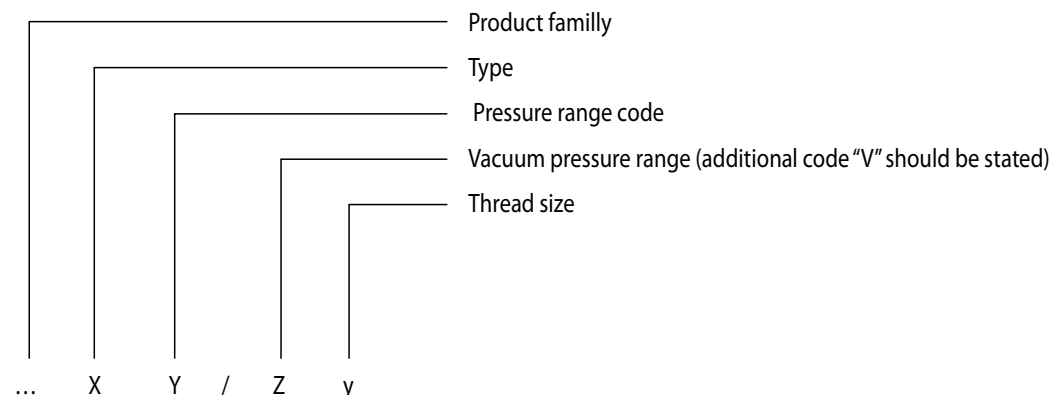 Product familly
Type
Pressure range code
Vacuum pressure range (additional code “V” should be stated)
Thread size
… X Y / Z y